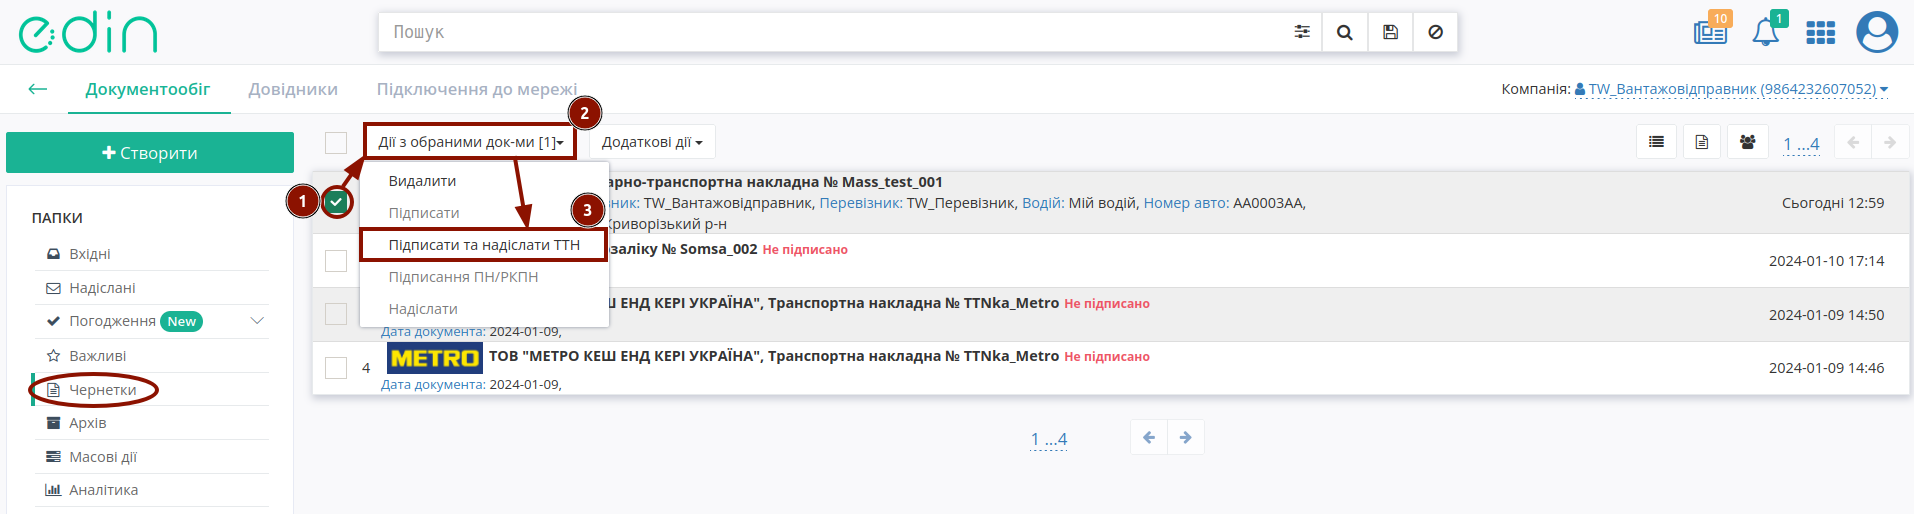 edin
Пошук
10
1
Документообіг
Довідники
Підключення до мережі
Компанія: TW_Вантажовідправник (9864232607052)
2
Створити
Дії з обраними док-ми [1]
Додаткові дії
1 ...4
ПАПКИ
Вхідні
Надіслані
Погодження New
Важливі
Чернетки
Архів
Масові дії
Аналітика
1
Видалити
Підписати
3
Підписати та надіслати ТТН
Підписання ПН/РКПН
Надіслати
арно-транспортна накладна № Mass_test_001
ник: TW_Вантажовідправник, Перевізник: TW_Перевізник, Водій: Мій водій, Номер авто: АА0003АА,
Криворізький р-н
Сьогодні 12:59
заліку № Somsa_002 Не підписано
2024-01-10 17:14
Ш ЕНД КЕРІ УКРАЇНА", Транспортна накладна № TTNka_Metro Не підписано
Дата документа: 2024-01-09,
2024-01-09 14:50
4
METRO
ТОВ "МЕТРО КЕШ ЕНД КЕРІ УКРАЇНА", Транспортна накладна № TTNka_Metro Не підписано
Дата документа: 2024-01-09,
2024-01-09 14:46
1 ...4